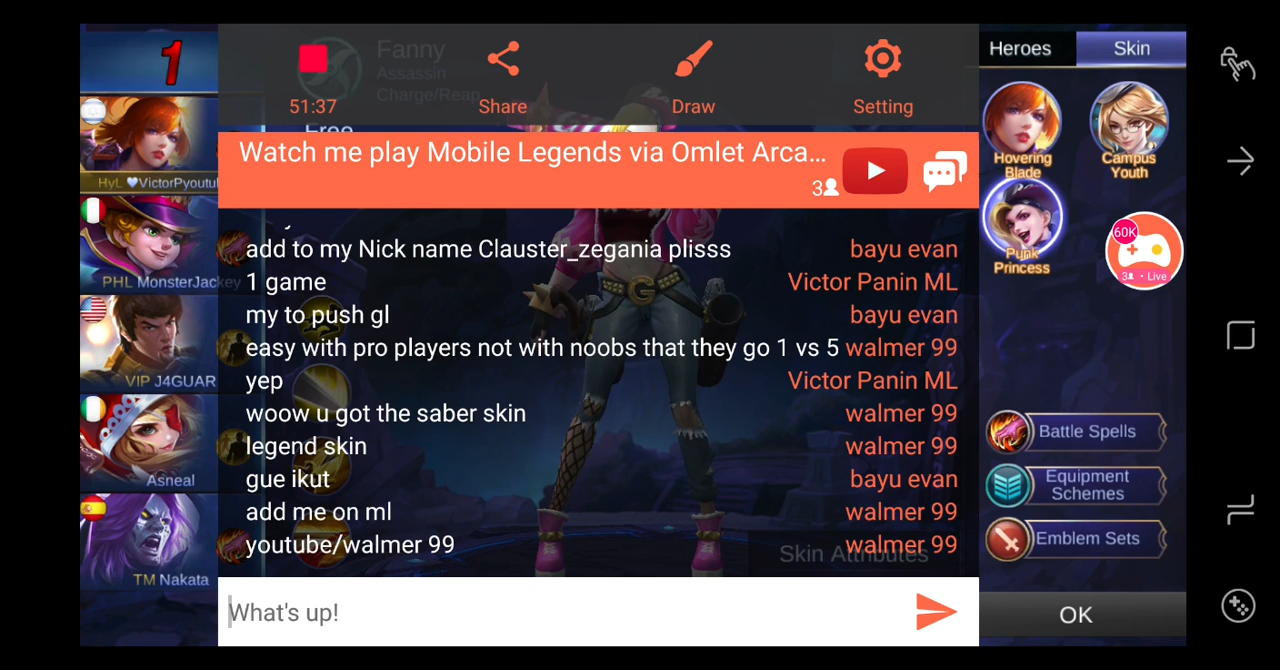 1
Fanny
Assassin
Charge/Reap
Free
51:37
Share
Draw
Setting
Watch me play Mobile Legends via Omlet Arca...
3
add to my Nick name Clauster_zegania plisss bayu evan
1 game Victor Panin ML
my to push gl bayu evan
easy with pro players not with noobs that they go 1 vs 5 walmer 99
yep Victor Panin ML
woow u got the saber skin walmer 99
legend skin walmer 99
gue ikut bayu evan
add me on ml walmer 99
youtube/walmer 99 walmer 99
Skin Attributes
What's up!
HyL VictorPyoutu
PHL MonsterJackey
VIP J4GUAR
Asneal
TM Nakata
Heroes
Skin
Hovering
Blade
Campus
Youth
Punk
Princess
60K
3 • Live
Battle Spells
Equipment
Schemes
Emblem Sets
OK